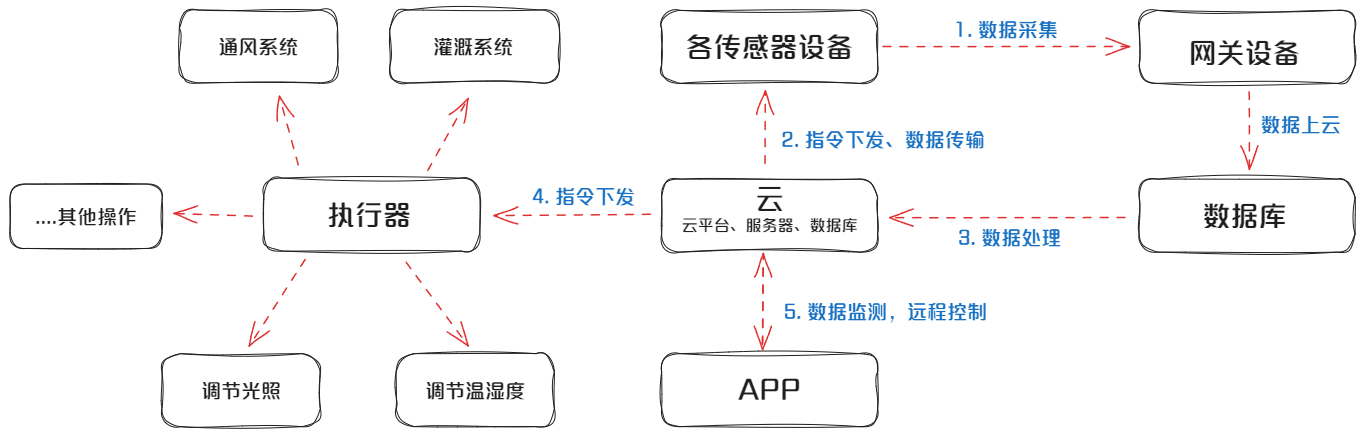 通风系统
灌溉系统
各传感器设备
1. 数据采集
网关设备
2. 指令下发、数据传输
数据上云
....其他操作
执行器
4. 指令下发
云
云平台、服务器、数据库
3. 数据处理
数据库
5. 数据监测，远程控制
调节光照
调节温湿度
APP